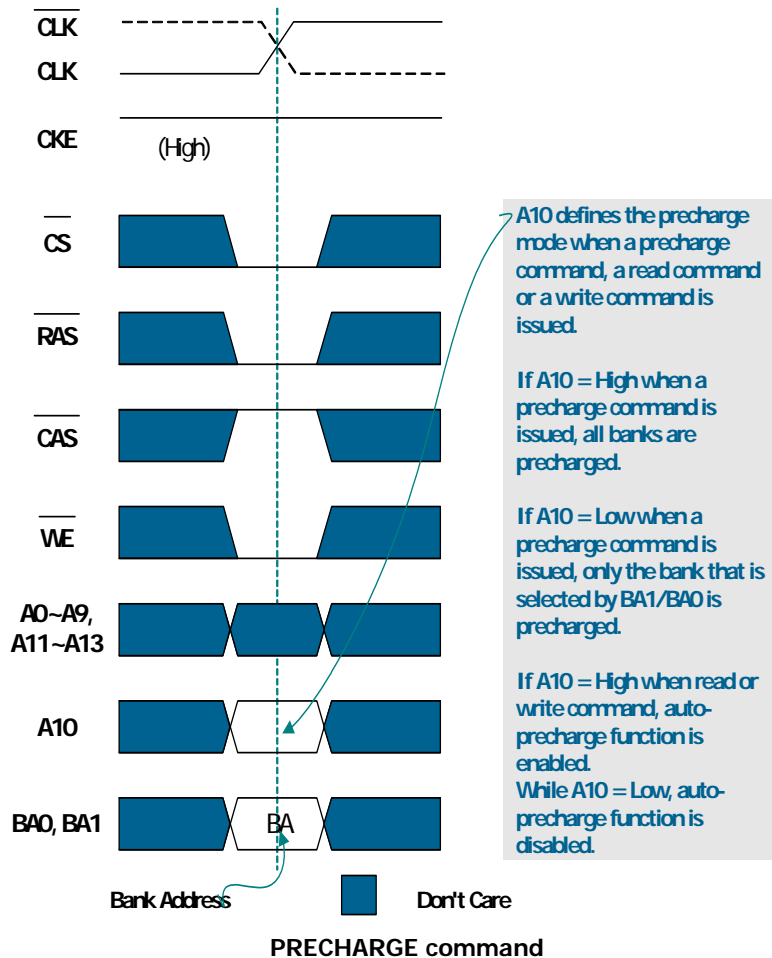 CLK
CLK
CKE
(High)
CS
RAS
CAS
WE
A0~A9,
A11~A13
A10
BA0, BA1
BA
A10 defines the precharge
mode when a precharge
command, a read command
or a write command is
issued.
If A10 = High when a
precharge command is
issued, all banks are
precharged.
If A10 = Low when a
precharge command is
issued, only the bank that is
selected by BA1/BA0 is
precharged.
If A10 = High when read or
write command, auto-
precharge function is
enabled.
While A10 = Low, auto-
precharge function is
disabled.
Bank Address
Don't Care
PRECHARGE command